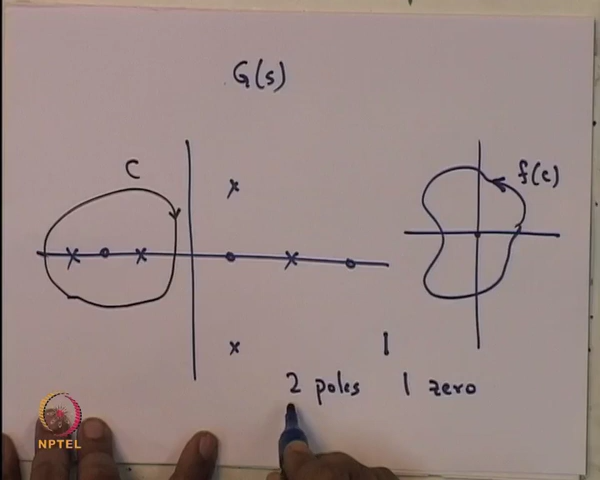 G(s)
C
f(c)
1
2 poles 1 zero
NPTEL